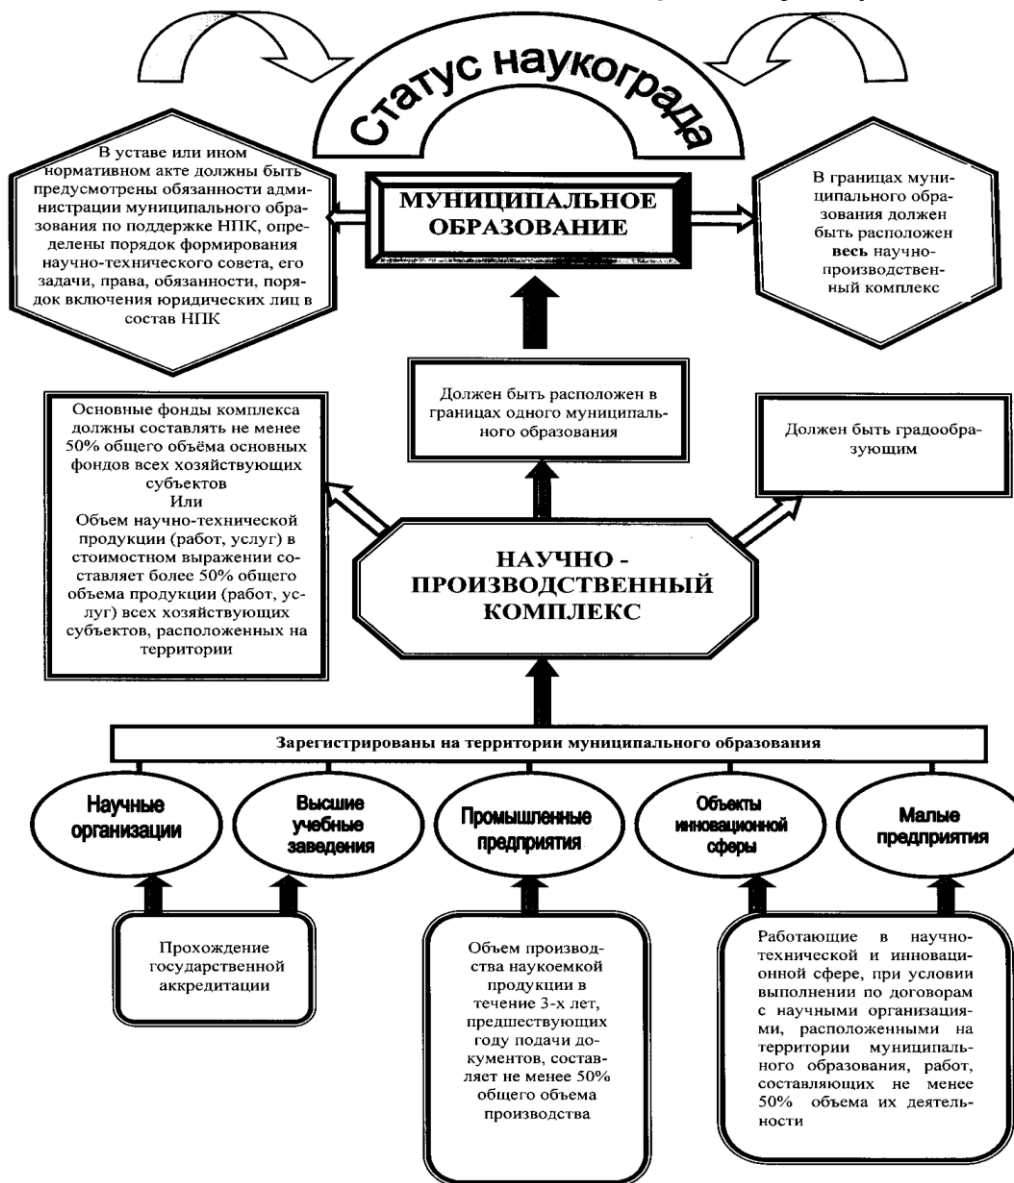 Статус наукограда
В уставе или ином
нормативном акте должны быть
предусмотрены обязанности адми-
нистрации муниципального образо-
вания по поддержке НПК, опре-
делены порядок формирования
научно-технического совета, его
задачи, права, обязанности, поря-
док включения юридических лиц в
состав НПК
МУНИЦИПАЛЬНОЕ
ОБРАЗОВАНИЕ
В границах муни-
ципального обра-
зования должен
быть расположен
весь научно-
производствен-
ный комплекс
Основные фонды комплекса
должны составлять не менее
50% общего объёма основных
фондов всех хозяйствующих
субъектов
Или
Объем научно-технической
продукции (работ, услуг) в
стоимостном выражении со-
ставляет более 50% общего
объема продукции (работ, ус-
луг) всех хозяйствующих
субъектов, расположенных на
территории
Должен быть расположен в
границах одного муниципаль-
ного образования
Должен быть градообра-
зующим
НАУЧНО -
ПРОИЗВОДСТВЕННЫЙ
КОМПЛЕКС
Зарегистрированы на территории муниципального образования
Научные
организации
Высшие
учебные
заведения
Промышленные
предприятия
Объекты
инновационной
сферы
Малые
предприятия
Прохождение
государственной
аккредитации
Объем производ-
ства наукоемкой
продукции в
течение 3-х лет,
предшествующих
году подачи до-
кументов, состав-
ляет не менее 50%
общего объема
производства
Работающие в научно-
технической и инноваци-
онной сфере, при условии
выполнении по договорам
с научными организация-
ми, расположенными на
территории муниципаль-
ного образования, работ,
составляющих не менее
50% объема их деятель-
ности